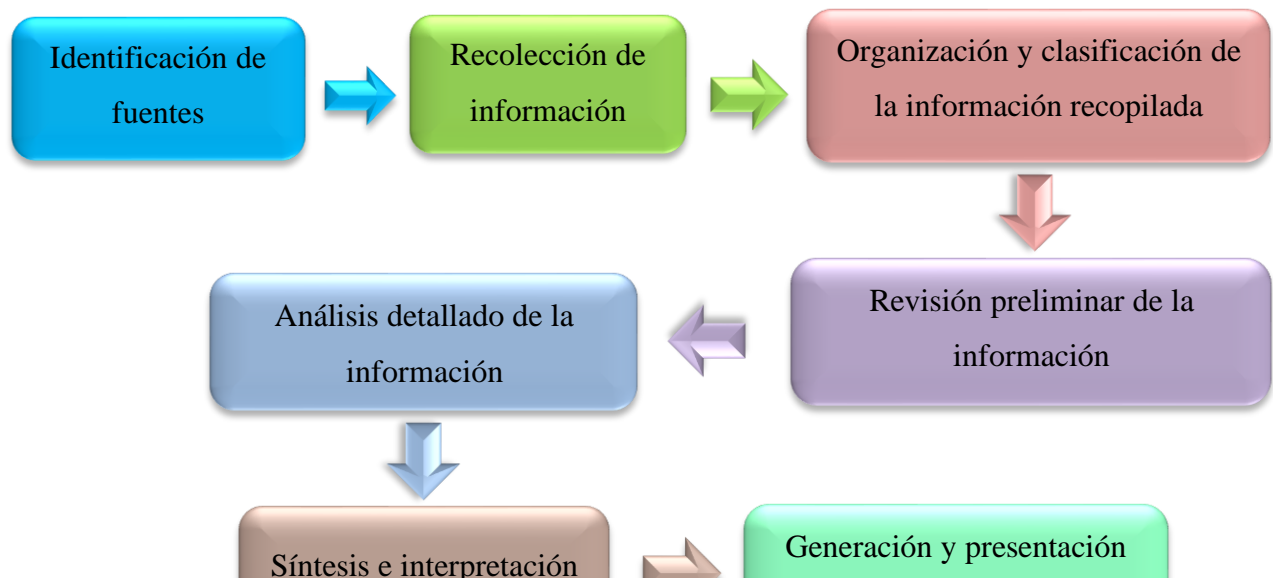 Identificación de
fuentes
Recolección de
información
Organización y clasificación de
la información recopilada
Revisión preliminar de la
información
Análisis detallado de la
información
Síntesis e interpretación
Generación y presentación